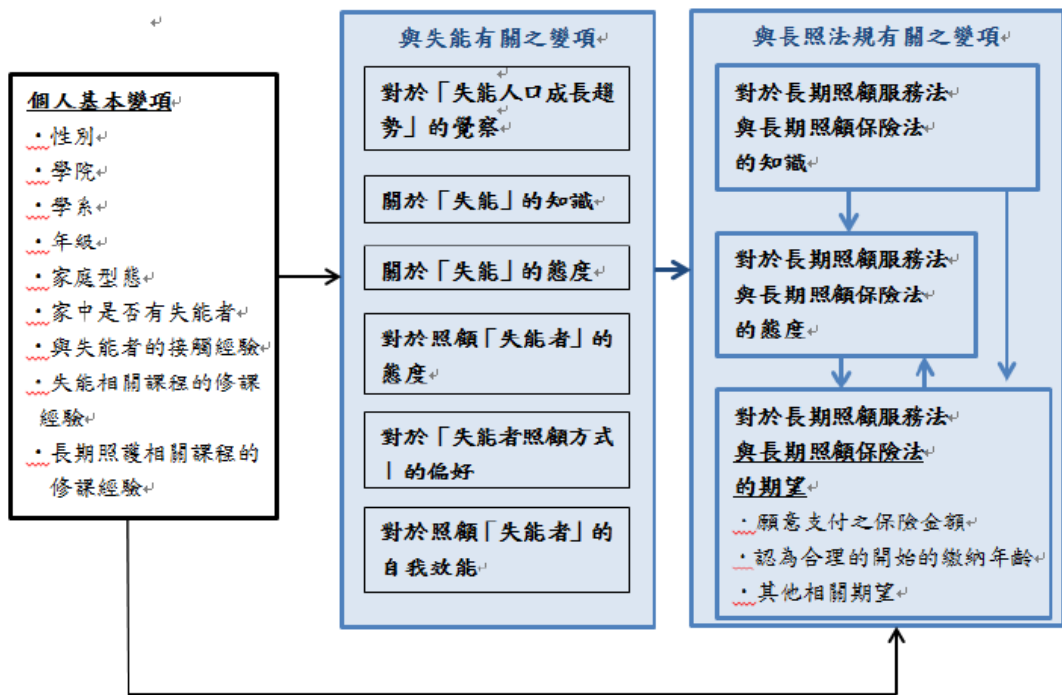 個人基本變項
・性別
・學院
・學系
・年級
・家庭型態
・家中是否有失能者
・與失能者的接觸經驗
・失能相關課程的修課
經驗
・長期照護相關課程的
修課經驗
與失能有關之變項
對於「失能人口成長趨
勢」的覺察
關於「失能」的知識
關於「失能」的態度
對於照顧「失能者」的
態度
對於「失能者照顧方式
」的偏好
對於照顧「失能者」的
自我效能
與長照法規有關之變項
對於長期照顧服務法
與長期照顧保險法
的知識
對於長期照顧服務法
與長期照顧保險法
的態度
對於長期照顧服務法
與長期照顧保險法
的期望
・願意支付之保險金額
・認為合理的開始的繳納年齡
・其他相關期望